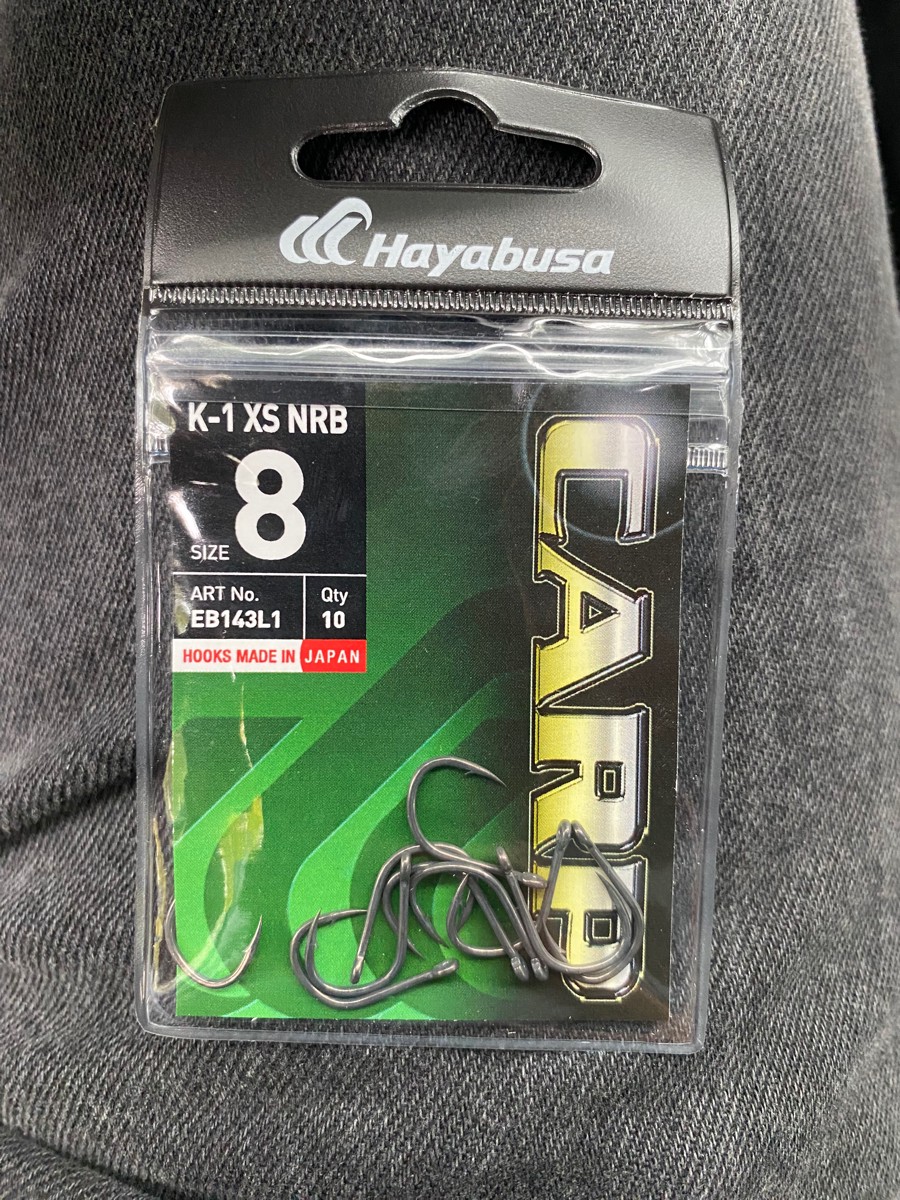 Hayabusa
K-1 XS NRB
SIZE 8
ART No.
EB143L1
Qty
10
HOOKS MADE IN JAPAN
CARP